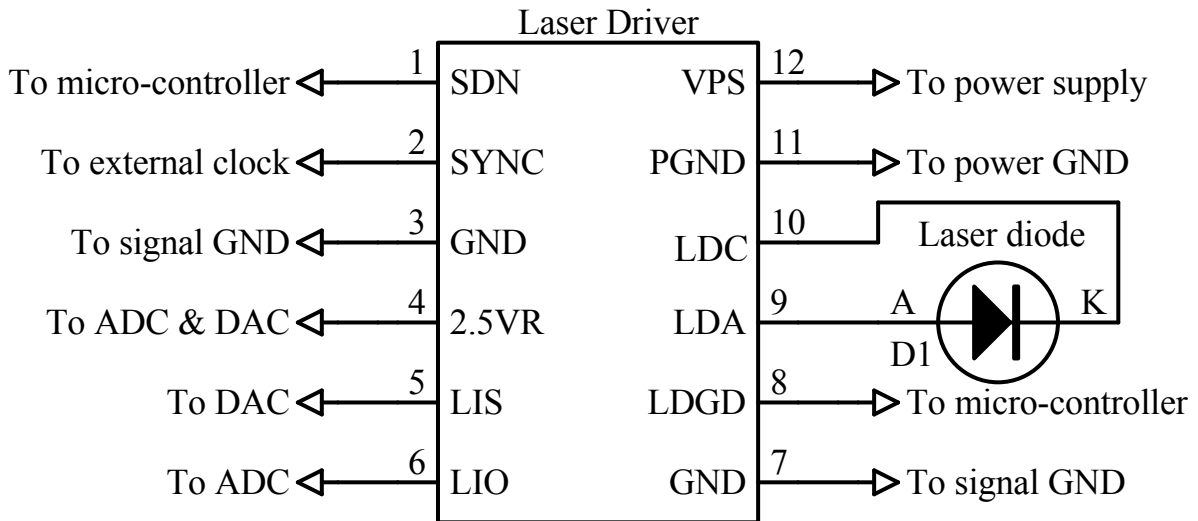 Laser Driver
To micro-controller 1 SDN VPS 12 To power supply
To external clock 2 SYNC PGND 11 To power GND
To signal GND 3 GND LDC 10 Laser diode
To ADC & DAC 4 2.5VR LDA 9 A K
D1
To DAC 5 LIS LDGD 8 To micro-controller
To ADC 6 LIO GND 7 To signal GND